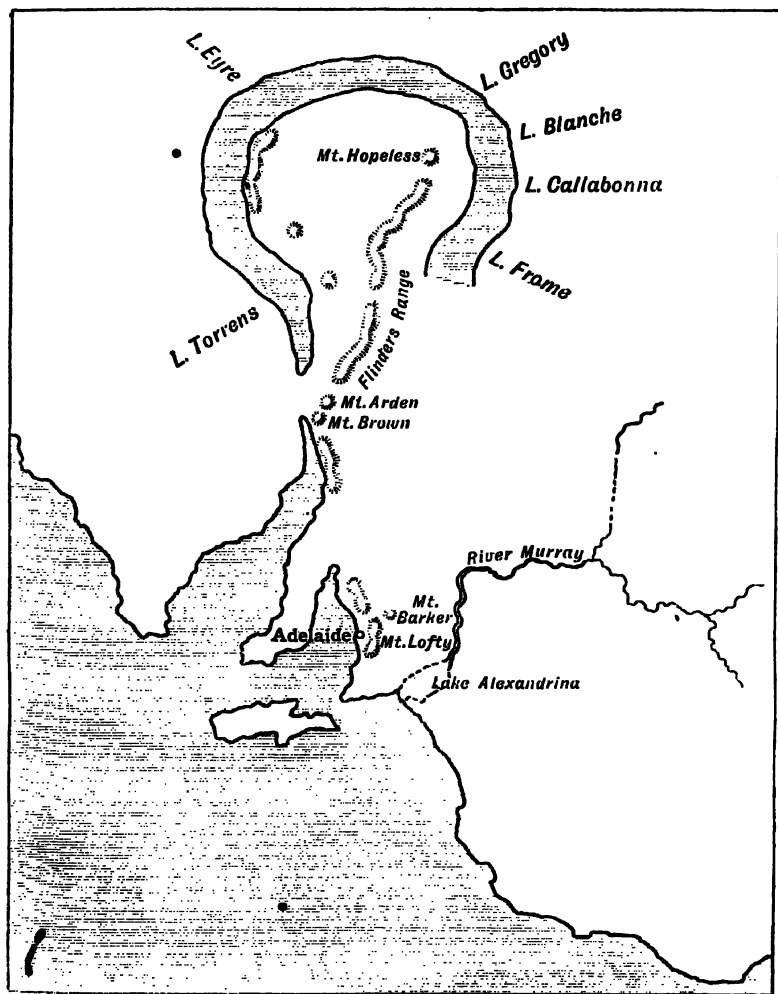 L. Eyre
L. Gregory
L. Blanche
Mt. Hopeless
L. Callabonna
L. Frome
L. Torrens
Flinders Range
Mt. Arden
Mt. Brown
River Murray
Mt.
Barker
Adelaide
Mt. Lofty
Lake Alexandrina